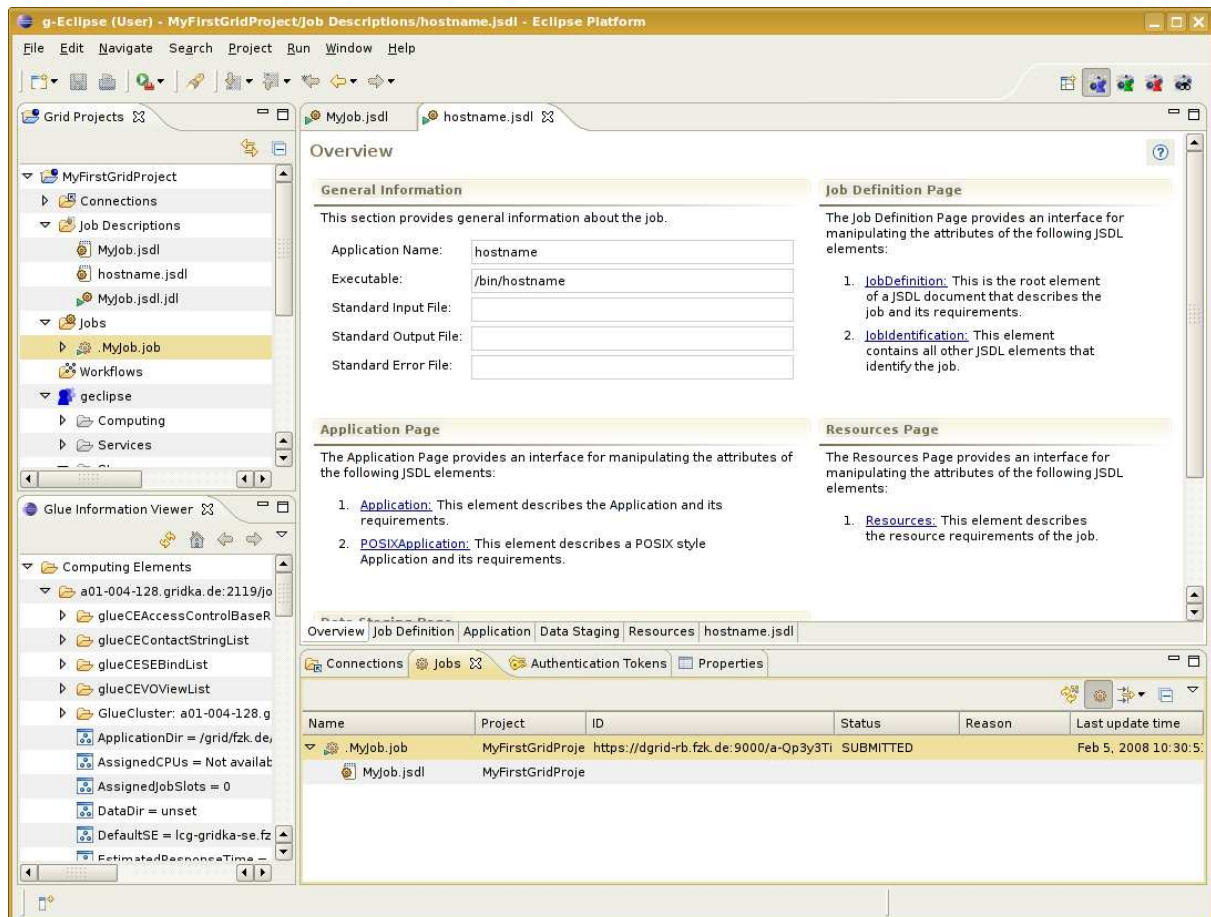 g-Eclipse (User) - MyFirstGridProject/Job Descriptions/hostname.jsdl - Eclipse Platform
File Edit Navigate Search Project Run Window Help
Grid Projects
MyFirstGridProject
Connections
Job Descriptions
MyJob.jsdl
hostname.jsdl
MyJob.jsdl.jdl
Jobs
.MyJob.job
Workflows
geclipse
Computing
Services
Glue Information Viewer
Computing Elements
a01-004-128.gridka.de:2119/jo
glueCEAccessControlBaseR
glueCEContactStringList
glueCESEBindList
glueCEVOViewList
GlueCluster: a01-004-128.g
ApplicationDir = /grid/fzk.de/
AssignedCPUs = Not availab
AssignedJobSlots = 0
DataDir = unset
DefaultSE = lcg-gridka-se.fz
EstimatedResponseTime =
MyJob.jsdl hostname.jsdl
Overview
General Information
This section provides general information about the job.
Application Name: hostname
Executable: /bin/hostname
Standard Input File:
Standard Output File:
Standard Error File:
Job Definition Page
The Job Definition Page provides an interface for
manipulating the attributes of the following JSDL
elements:
1. JobDefinition: This is the root element
of a JSDL document that describes the
job and its requirements.
2. JobIdentification: This element
contains all other JSDL elements that
identify the job.
Application Page
The Application Page provides an interface for manipulating the attributes of
the following JSDL elements:
1. Application: This element describes the Application and its
requirements.
2. POSIXApplication: This element describes a POSIX style
Application and its requirements.
Resources Page
The Resources Page provides an interface for
manipulating the attributes of the following JSDL
elements:
1. Resources: This element describes
the resource requirements of the job.
Data Staging Page
Overview Job Definition Application Data Staging Resources hostname.jsdl
Connections Jobs Authentication Tokens Properties
Name Project ID Status Reason Last update time
.MyJob.job MyFirstGridProje https://dgrid-rb.fzk.de:9000/a-Qp3y3Ti SUBMITTED Feb 5, 2008 10:30:5
MyJob.jsdl MyFirstGridProje